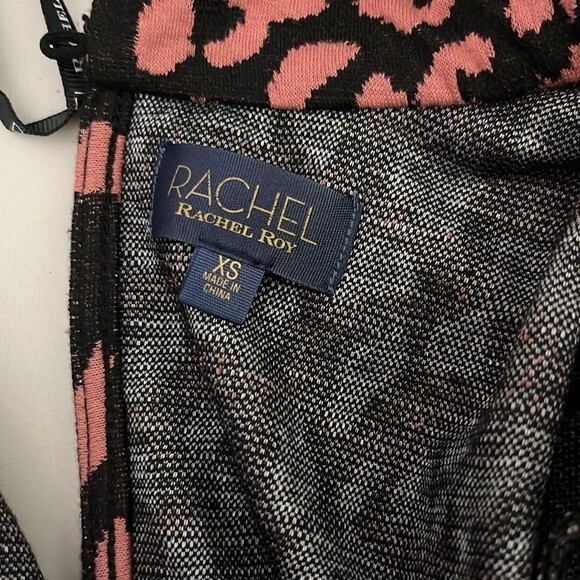 RACHEL
RACHEL ROY
XS
MADE IN
CHINA